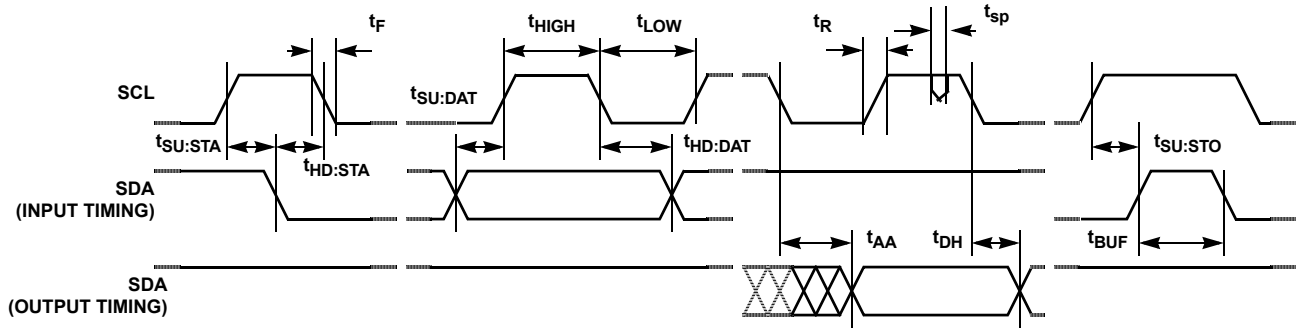 tF
tHIGH
tLOW
tR
tsp
SCL
tSU:DAT
tSU:STA
tHD:STA
tHD:DAT
tSU:STO
SDA
(INPUT TIMING)
tAA
tDH
tBUF
SDA
(OUTPUT TIMING)